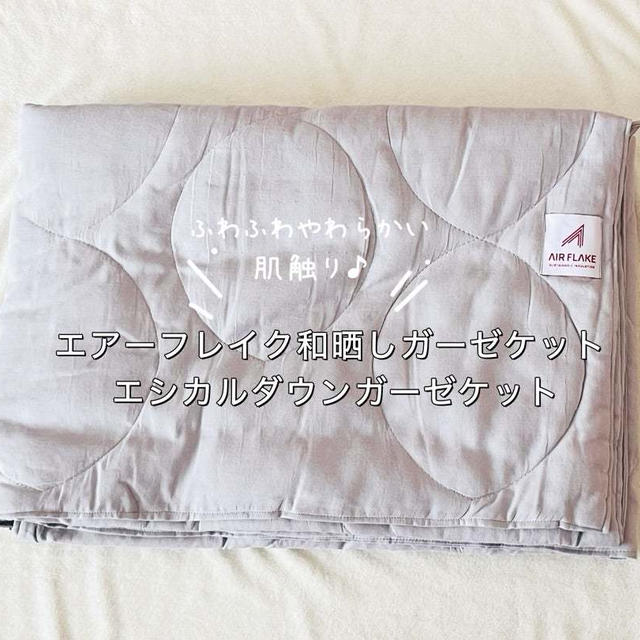 ふわふわやわらかい
肌触り♪
AIR FLAKE
エアーフレイク和晒しガーゼケット
エシカルダウンガーゼケット